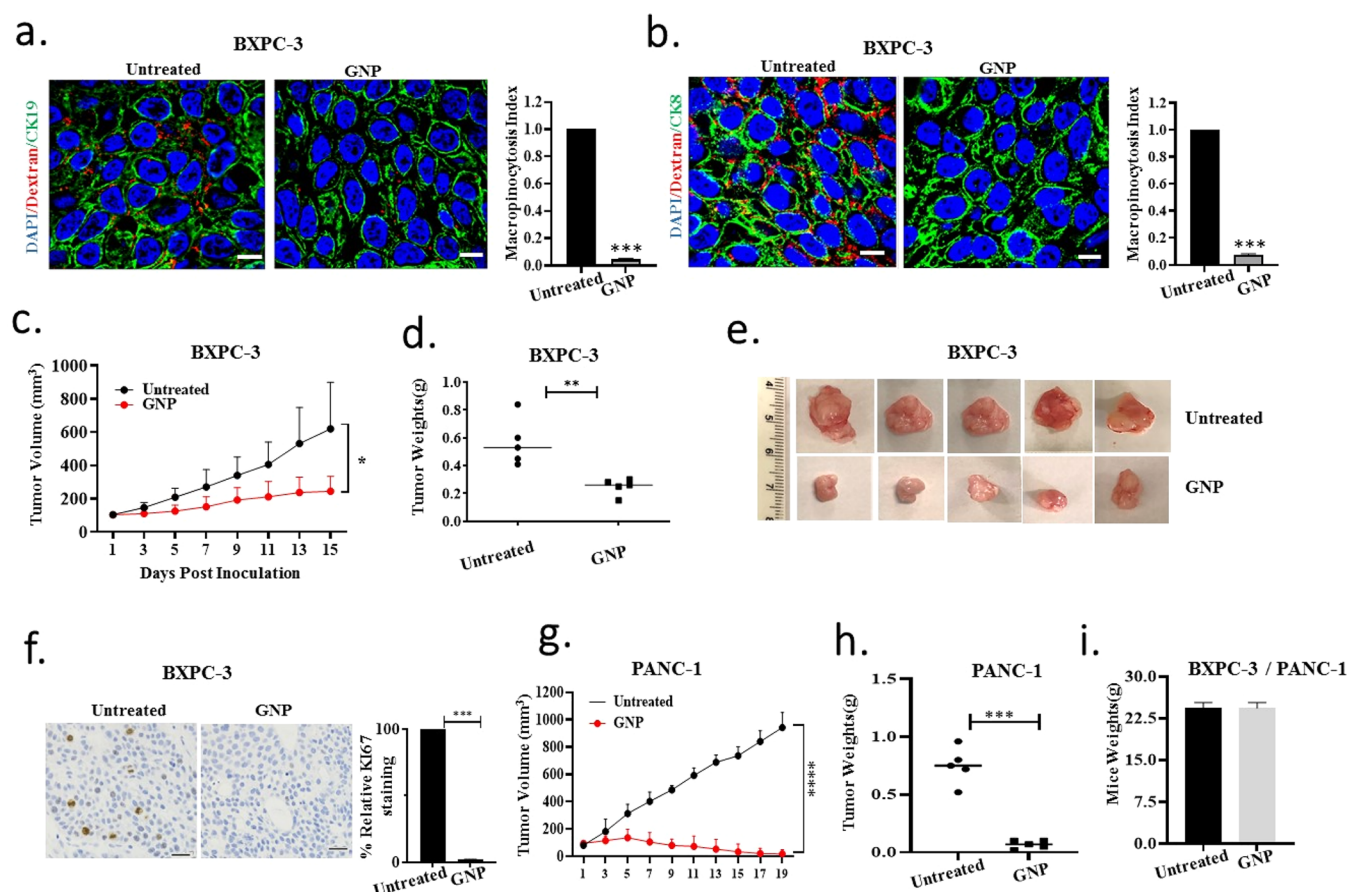 a.
BXPC-3
Untreated
GNP
DAPI/Dextran/CK19
Macropinocytosis Index
1.2
1.0
0.8
0.6
0.4
0.2
0.0
***
Untreated
GNP
b.
BXPC-3
Untreated
GNP
DAPI/Dextran/CK8
Macropinocytosis Index
1.2
1.0
0.8
0.6
0.4
0.2
0.0
***
Untreated
GNP
c.
BXPC-3
Tumor Volume (mm³)
1000
800
600
400
200
0
Untreated
GNP
*
1 3 5 7 9 11 13 15
Days Post Inoculation
d.
BXPC-3
Tumor Weights(g)
1.0
0.8
0.6
0.4
0.2
0.0
**
Untreated
GNP
e.
BXPC-3
4
5
6
7
8
Untreated
GNP
f.
BXPC-3
Untreated
GNP
% Relative KI67
staining
100
0
***
Untreated
GNP
g.
PANC-1
Tumor Volume (mm³)
1200
1000
800
600
400
200
0
Untreated
GNP
****
1 3 5 7 9 11 13 15 17 19
h.
PANC-1
Tumor Weights(g)
1.5
1.0
0.5
0.0
***
Untreated
GNP
i.
BXPC-3 / PANC-1
Mice Weights(g)
30.0
22.5
15.0
7.5
0.0
Untreated
GNP